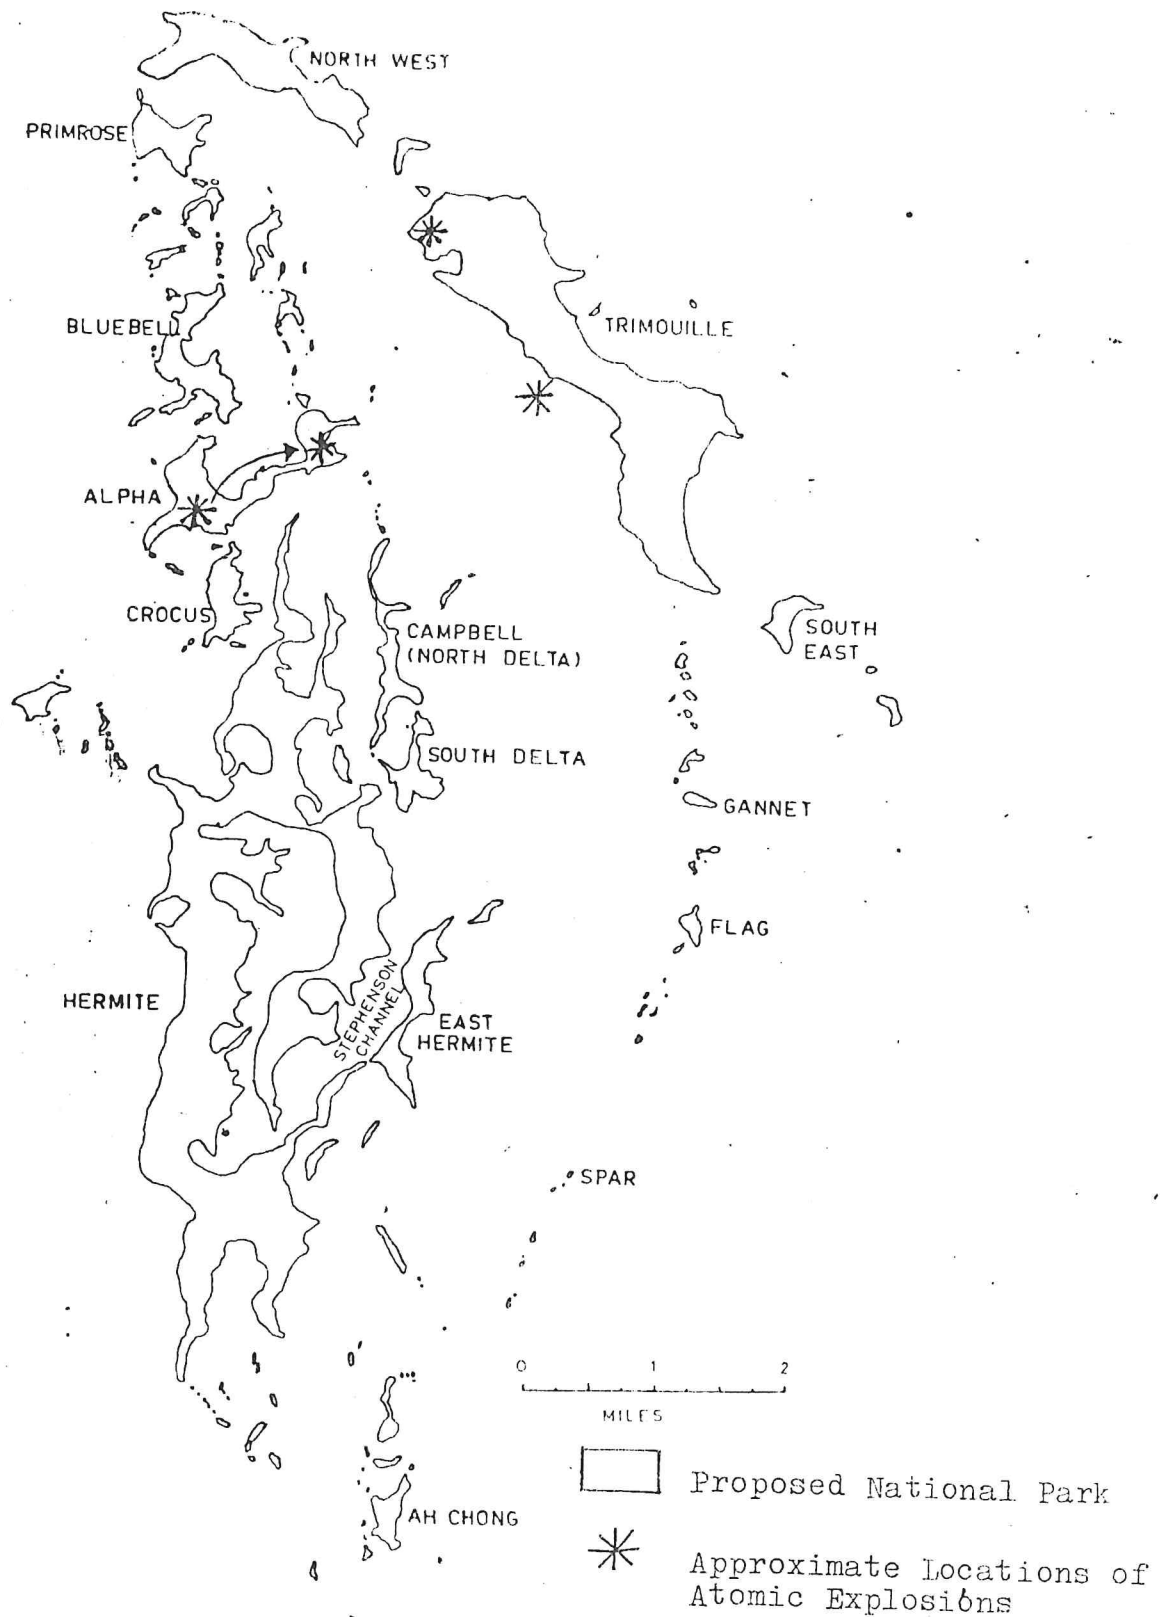 NORTH WEST
PRIMROSE
BLUEBELL
TRIMOUILLE
ALPHA
CROCUS
CAMPBELL
(NORTH DELTA)
SOUTH
EAST
SOUTH DELTA
GANNET
FLAG
HERMITE
STEPHENSON
CHANNEL
EAST
HERMITE
SPAR
0 1 2
MILES
AH CHONG
Proposed National Park
Approximate Locations of
Atomic Explosions